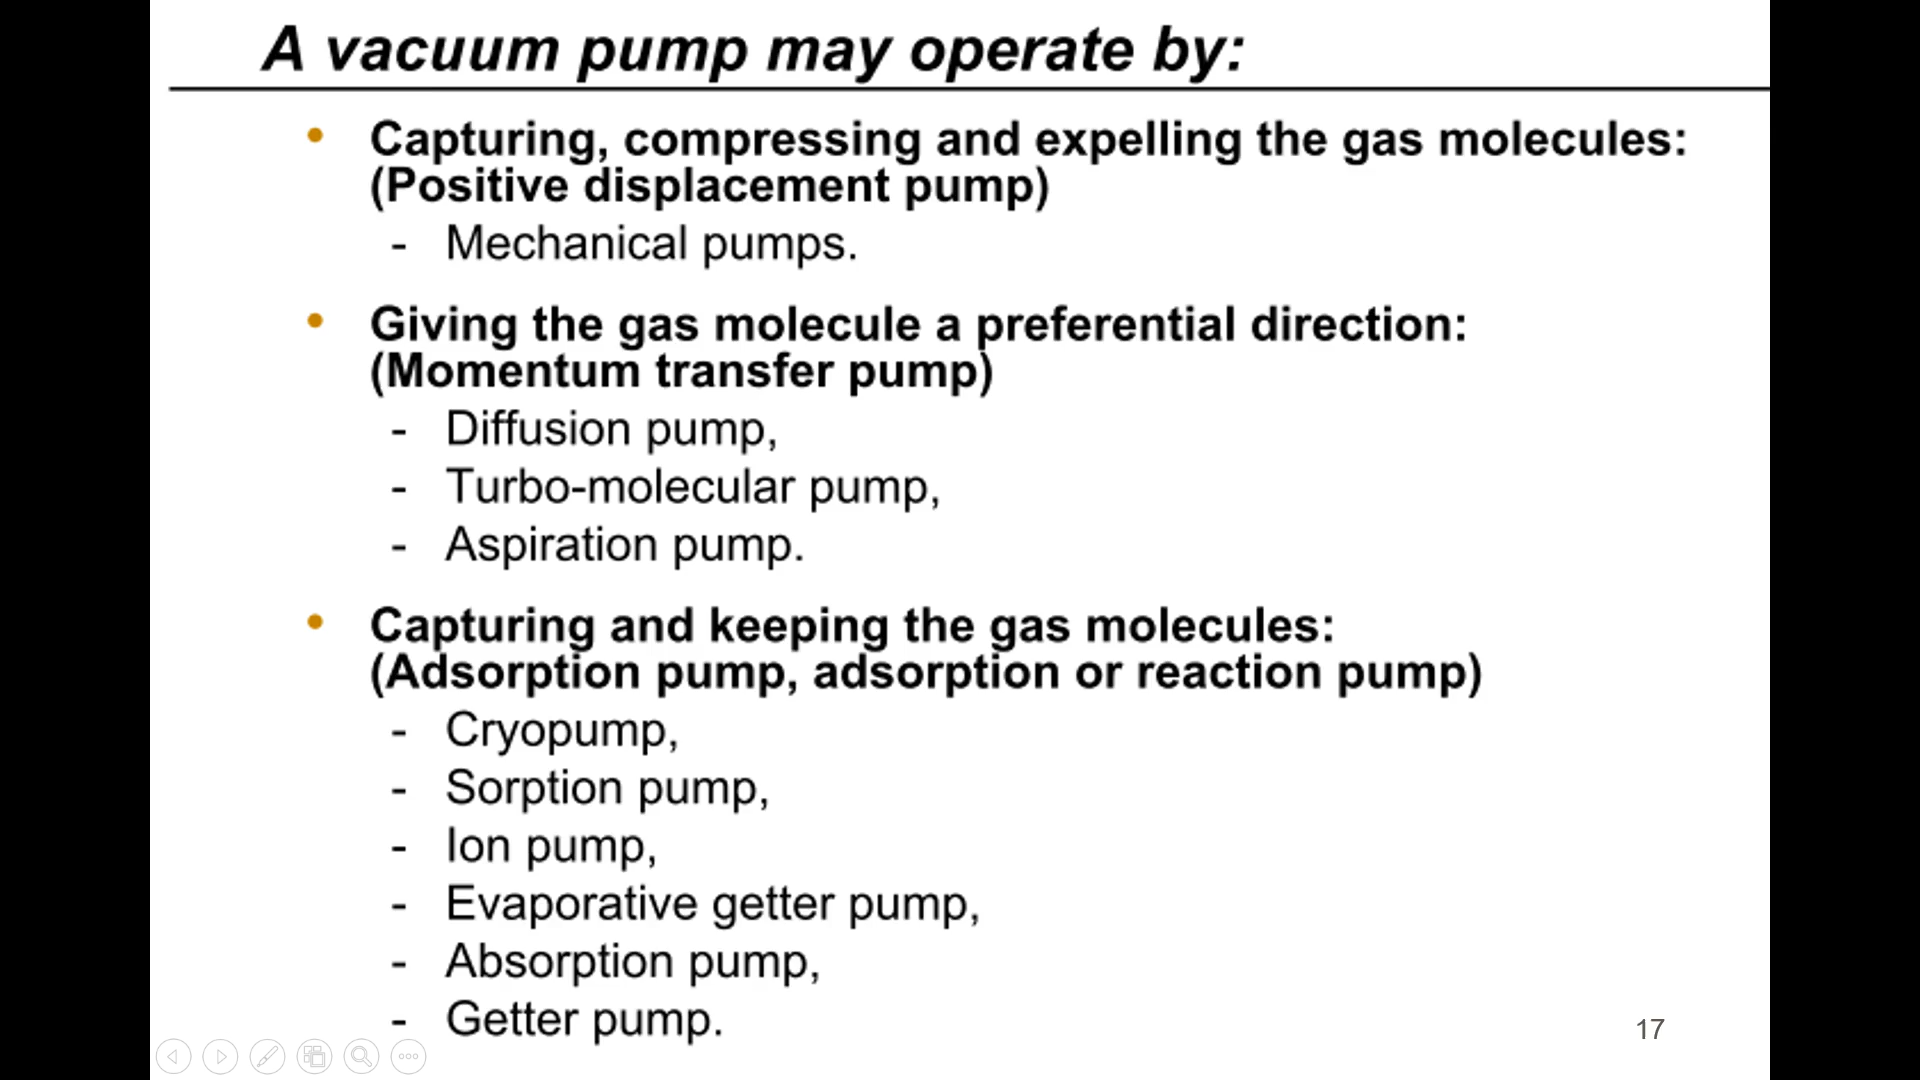 A vacuum pump may operate by:
• Capturing, compressing and expelling the gas molecules:
(Positive displacement pump)
- Mechanical pumps.
• Giving the gas molecule a preferential direction:
(Momentum transfer pump)
- Diffusion pump,
- Turbo-molecular pump,
- Aspiration pump.
• Capturing and keeping the gas molecules:
(Adsorption pump, adsorption or reaction pump)
- Cryopump,
- Sorption pump,
- Ion pump,
- Evaporative getter pump,
- Absorption pump,
- Getter pump.
17